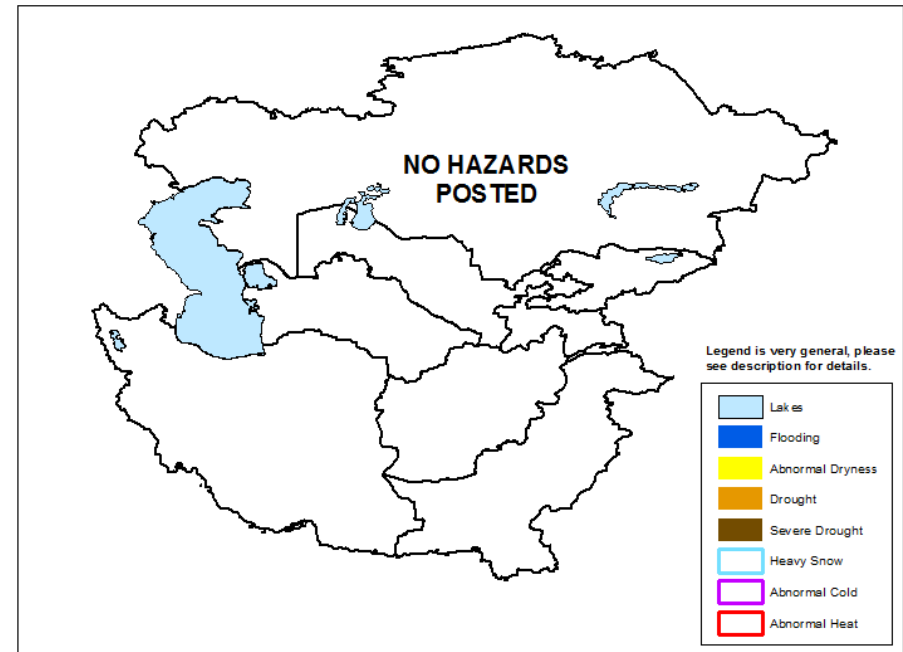 NO HAZARDS
POSTED
Legend is very general, please
see description for details.
Lakes
Flooding
Abnormal Dryness
Drought
Severe Drought
Heavy Snow
Abnormal Cold
Abnormal Heat